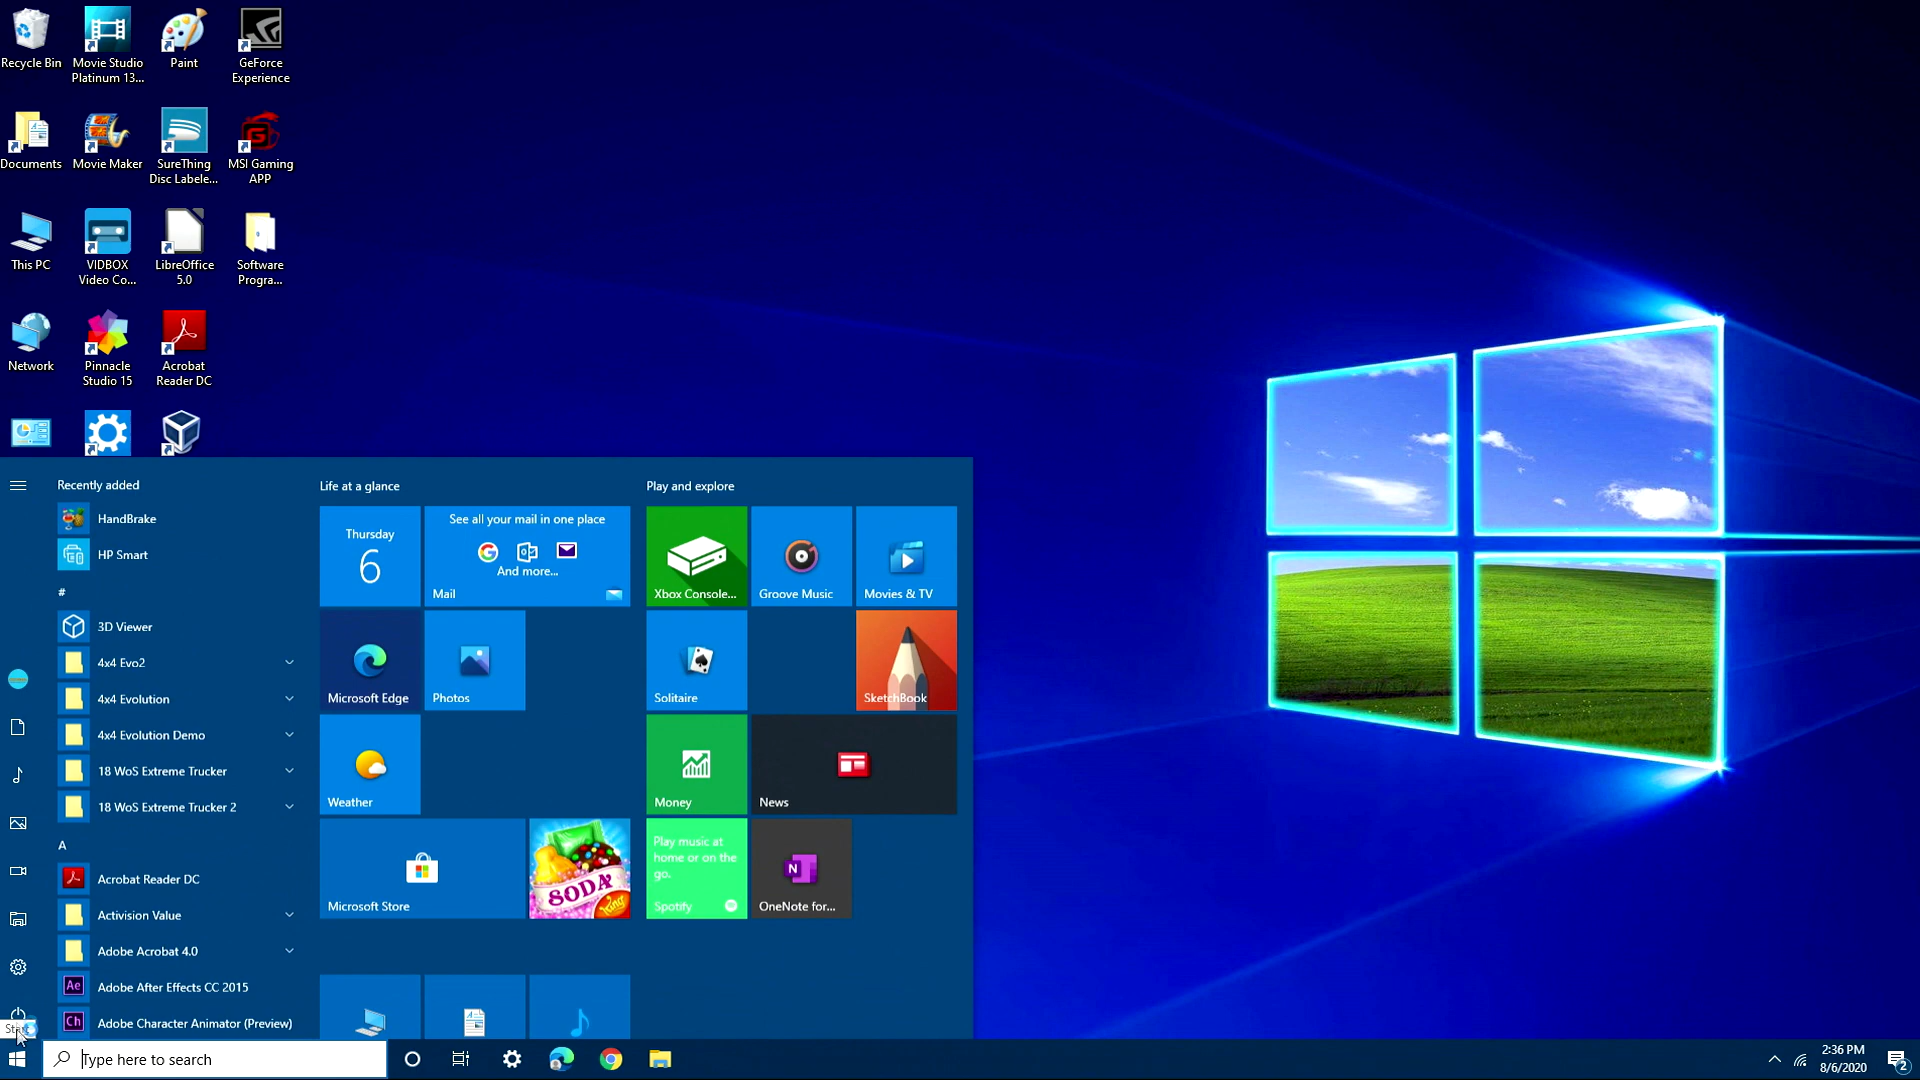 Recycle Bin
Movie Studio
Platinum 13...
Paint
GeForce
Experience
Documents
Movie Maker
SureThing
Disc Labele...
MSI Gaming
APP
This PC
VIDBOX
Video Co...
LibreOffice
5.0
Software
Progra...
Network
Pinnacle
Studio 15
Acrobat
Reader DC
Recently added
HandBrake
HP Smart
#
3D Viewer
4x4 Evo2
4x4 Evolution
4x4 Evolution Demo
18 WoS Extreme Trucker
18 WoS Extreme Trucker 2
A
Acrobat Reader DC
Activision Value
Adobe Acrobat 4.0
Ae
Adobe After Effects CC 2015
Ch
Adobe Character Animator (Preview)
Life at a glance
Thursday
6
See all your mail in one place
And more...
Mail
Microsoft Edge
Photos
Weather
Microsoft Store
SODA
King
Play and explore
Xbox Console...
Groove Music
Movies & TV
Solitaire
SketchBook
Money
News
Play music at
home or on the
go.
Spotify
N
OneNote for...
Type here to search
2:36 PM
8/6/2020
2